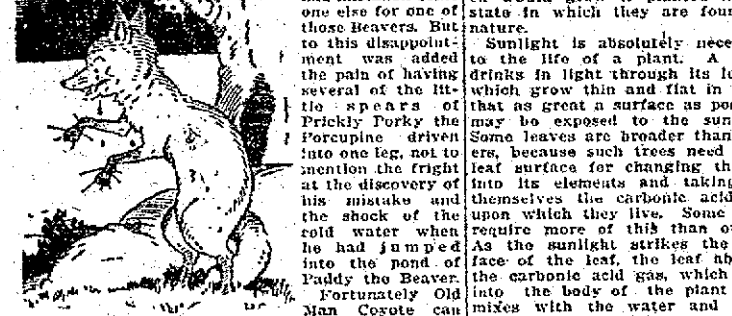 one else for one of
those Beavers. But
to this disappoint-
ment was added
the pain of having
several of the lit-
tle spears of
Prickly Porky the
Porcupine driven
into one leg, not to
mention the fright
at the discovery of
his mistake and
the shock of the
cold water when
he had jumped
into the pond of
Paddy the Beaver.
Fortunately Old
Man Coyote can
state in which they are four
nature.
Sunlight is absolutely nece
to the life of a plant. A
drinks in light through its le
which grow thin and flat in
that as great a surface as pos
may be exposed to the sun
Some leaves are broader than
ers, because such trees need
leaf surface for changing th
into its elements and taking
themselves the carbonic acid
upon which they live. Some
require more of this than o
As the sunlight strikes the
face of the leaf, the leaf ab
the carbonic acid gas, which
into the body of the plant
mixes with the water and